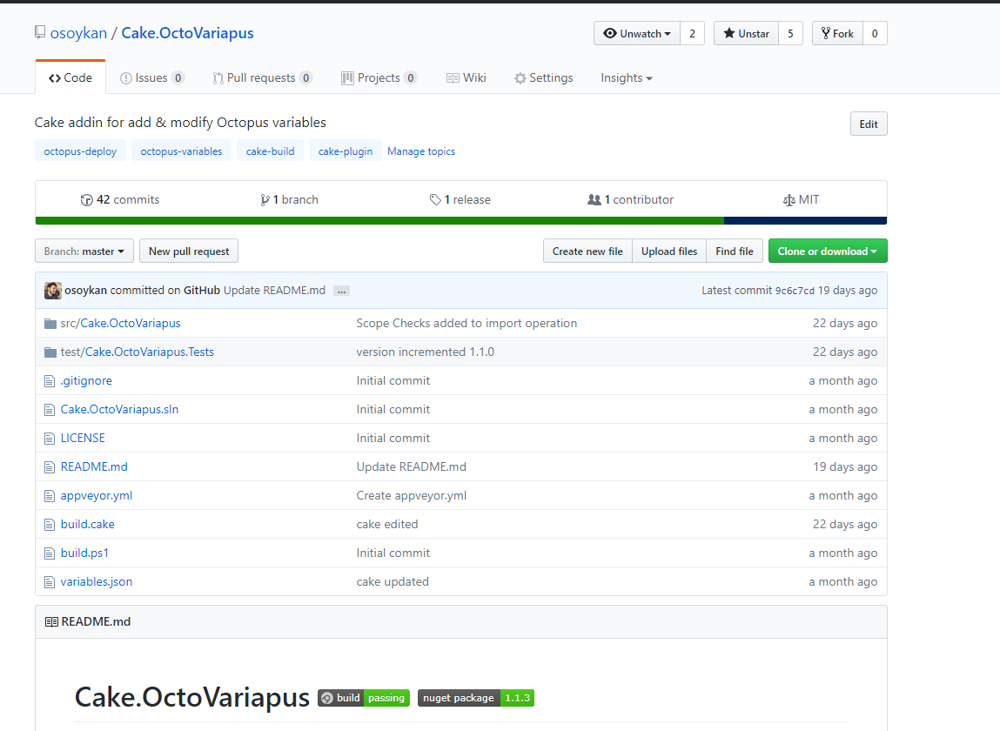 osoykan / Cake.OctoVariapus Unwatch 2 Unstar 5 Fork 0
Code Issues 0 Pull requests 0 Projects 0 Wiki Settings Insights
Cake addin for add & modify Octopus variables Edit
octopus-deploy octopus-variables cake-build cake-plugin Manage topics
42 commits 1 branch 1 release 1 contributor MIT
Branch: master New pull request Create new file Upload files Find file Clone or download
osoykan committed on GitHub Update README.md ... Latest commit 9c6c7cd 19 days ago
src/Cake.OctoVariapus Scope Checks added to import operation 22 days ago
test/Cake.OctoVariapus.Tests version incremented 1.1.0 22 days ago
.gitignore Initial commit a month ago
Cake.OctoVariapus.sln Initial commit a month ago
LICENSE Initial commit a month ago
README.md Update README.md 19 days ago
appveyor.yml Create appveyor.yml a month ago
build.cake cake edited 22 days ago
build.ps1 Initial commit a month ago
variables.json cake updated a month ago
README.md
Cake.OctoVariapus build passing nuget package 1.1.3